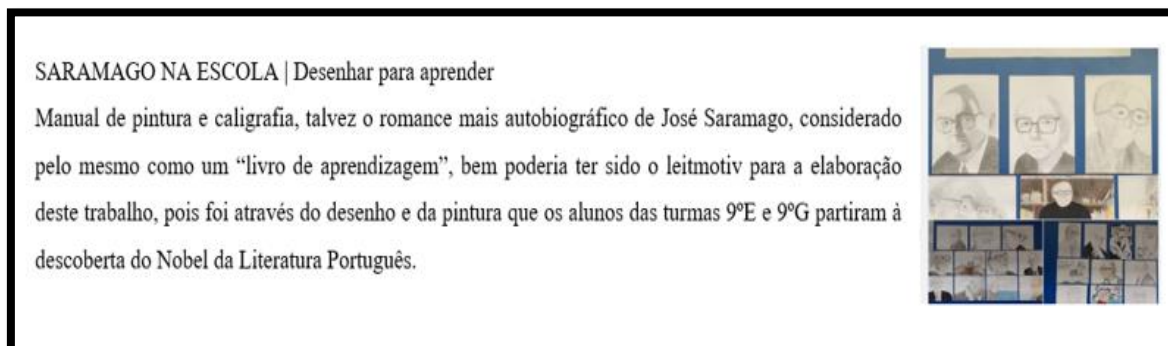 SARAMAGO NA ESCOLA | Desenhar para aprender
Manual de pintura e caligrafia, talvez o romance mais autobiográfico de José Saramago, considerado
pelo mesmo como um “livro de aprendizagem”, bem poderia ter sido o leitmotiv para a elaboração
deste trabalho, pois foi através do desenho e da pintura que os alunos das turmas 9ºE e 9ºG partiram à
descoberta do Nobel da Literatura Português.